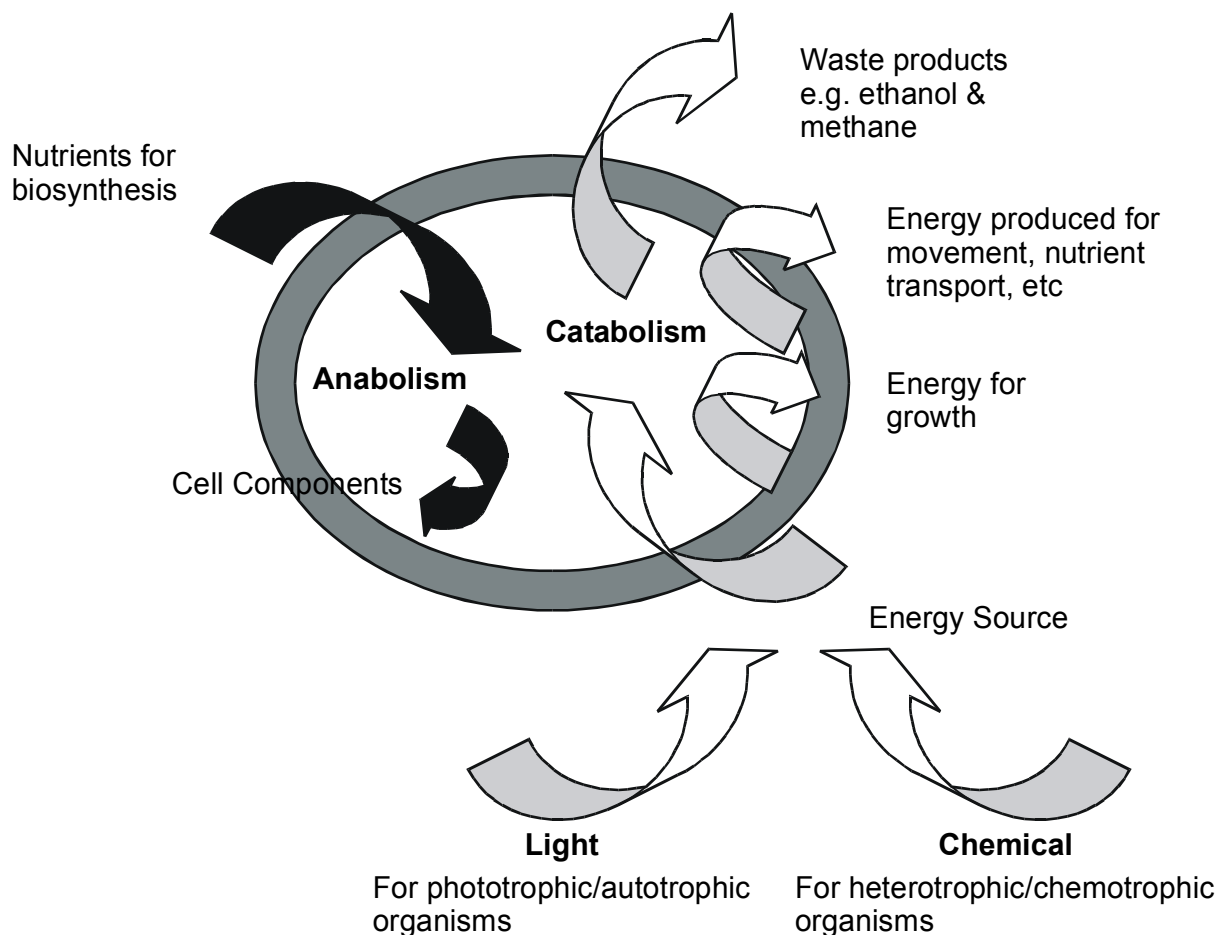 Waste products
e.g. ethanol &
methane
Nutrients for
biosynthesis
Energy produced for
movement, nutrient
transport, etc
Catabolism
Anabolism
Energy for
growth
Cell Components
Energy Source
Light
For phototrophic/autotrophic
organisms
Chemical
For heterotrophic/chemotrophic
organisms